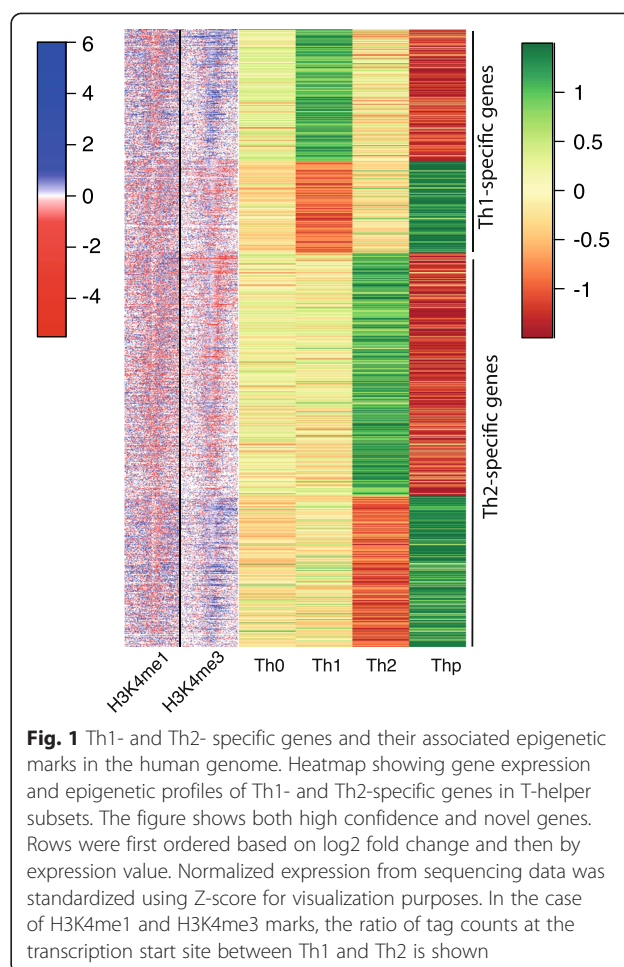 6
4
2
0
-2
-4
1
0.5
0
-0.5
-1
Th1-specific genes
Th2-specific genes
H3K4me1
H3K4me3
Th0
Th1
Th2
Thp
Fig. 1 Th1- and Th2- specific genes and their associated epigenetic
marks in the human genome. Heatmap showing gene expression
and epigenetic profiles of Th1- and Th2-specific genes in T-helper
subsets. The figure shows both high confidence and novel genes.
Rows were first ordered based on log2 fold change and then by
expression value. Normalized expression from sequencing data was
standardized using Z-score for visualization purposes. In the case
of H3K4me1 and H3K4me3 marks, the ratio of tag counts at the
transcription start site between Th1 and Th2 is shown